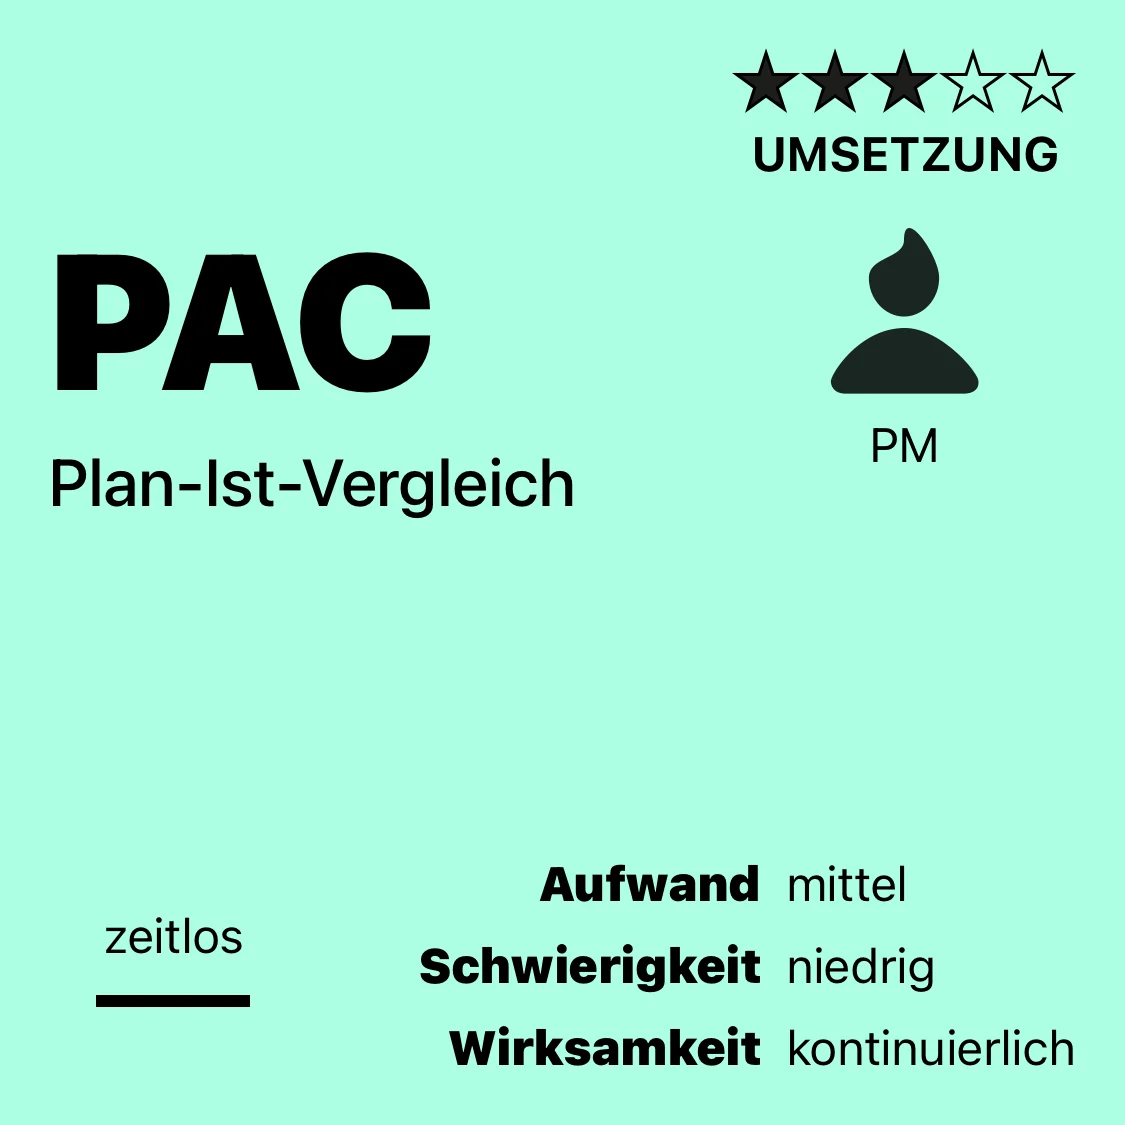 ★★★☆☆
UMSETZUNG
PAC
Plan-Ist-Vergleich
PM
zeitlos
Aufwand mittel
Schwierigkeit niedrig
Wirksamkeit kontinuierlich